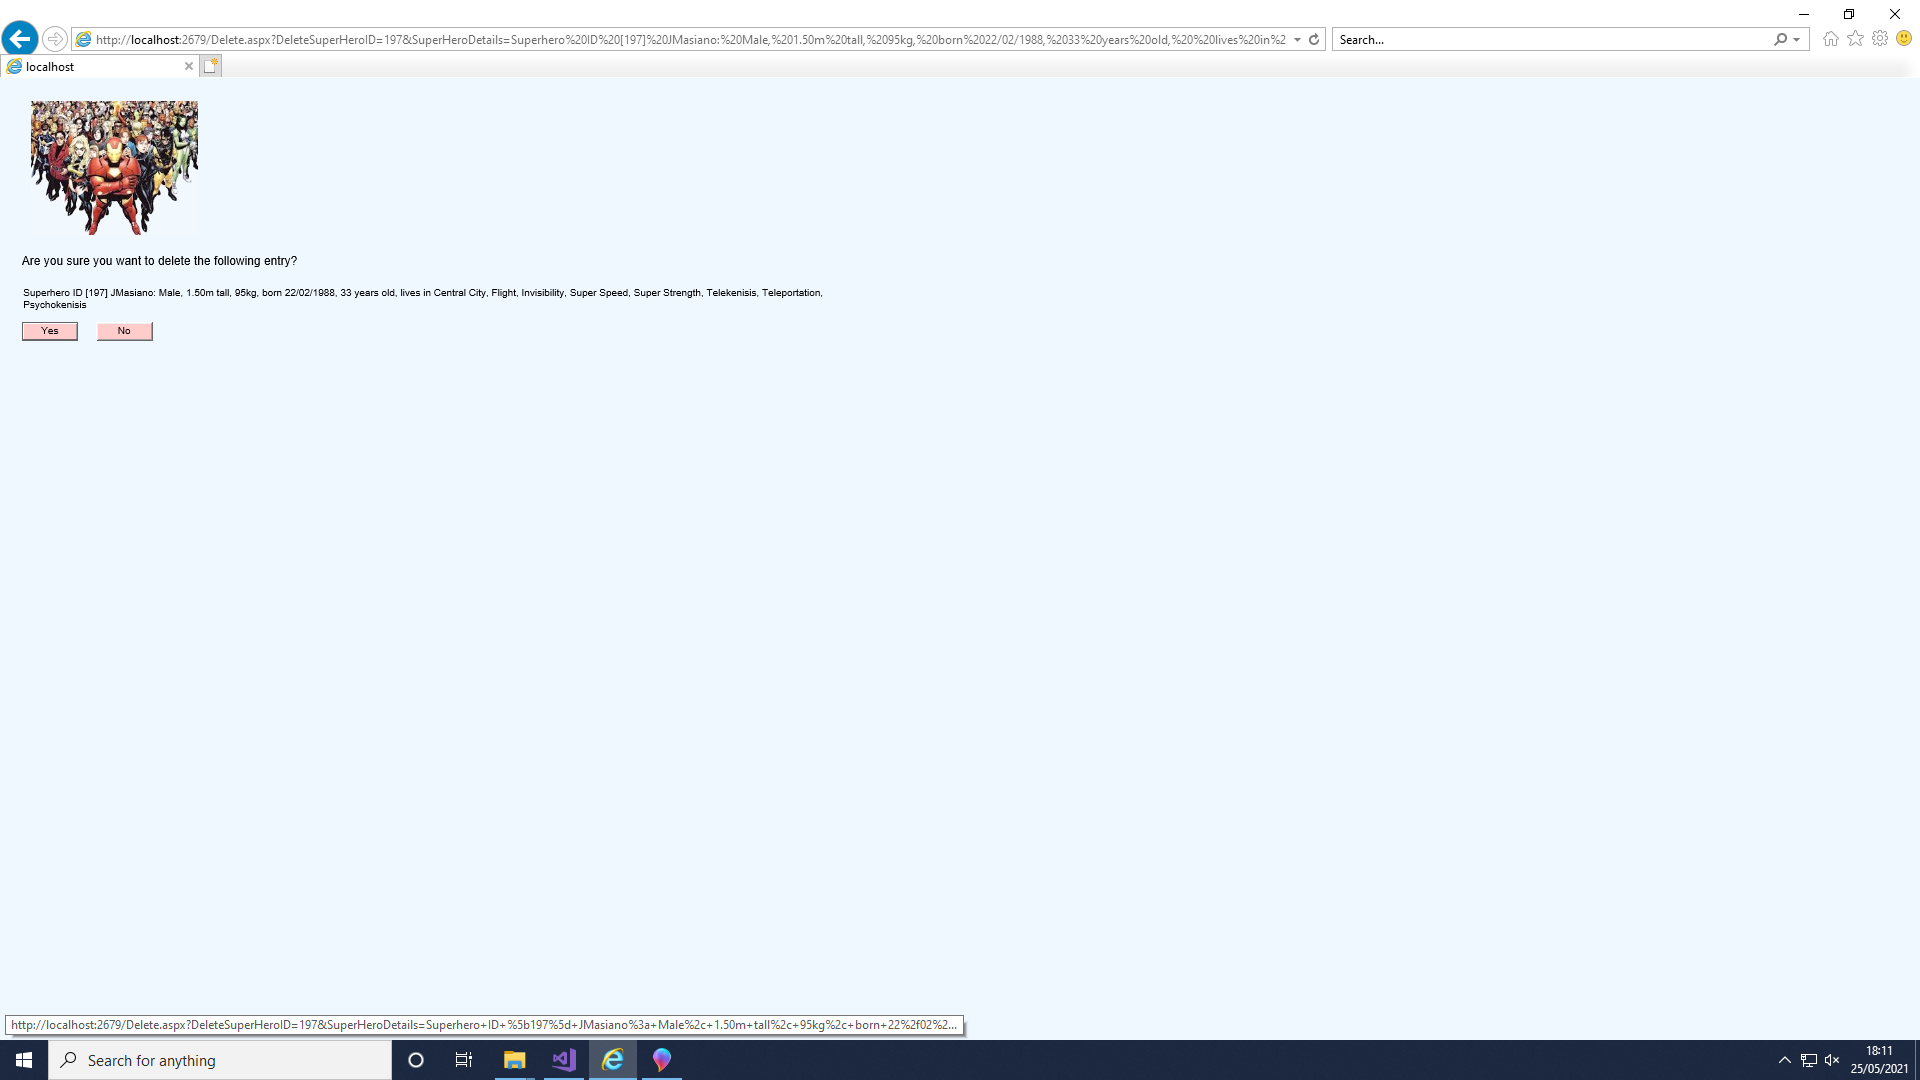 http://localhost:2679/Delete.aspx?DeleteSuperHeroID=197&SuperHeroDetails=Superhero%20ID%20[197]%20JMasiano:%20Male,%201.50m%20tall,%2095kg,%20born%2022/02/1988,%2033%20years%20old,%20%20lives%20in%2
Search...
localhost
Are you sure you want to delete the following entry?
Superhero ID [197] JMasiano: Male, 1.50m tall, 95kg, born 22/02/1988, 33 years old, lives in Central City, Flight, Invisibility, Super Speed, Super Strength, Telekenisis, Teleportation,
Psychokenisis
Yes No
http://localhost:2679/Delete.aspx?DeleteSuperHeroID=197&SuperHeroDetails=Superhero+ID+%5b197%5d+JMasiano%3a+Male%2c+1.50m+tall%2c+95kg%2c+born+22%2f02%2...
Search for anything
18:11
25/05/2021